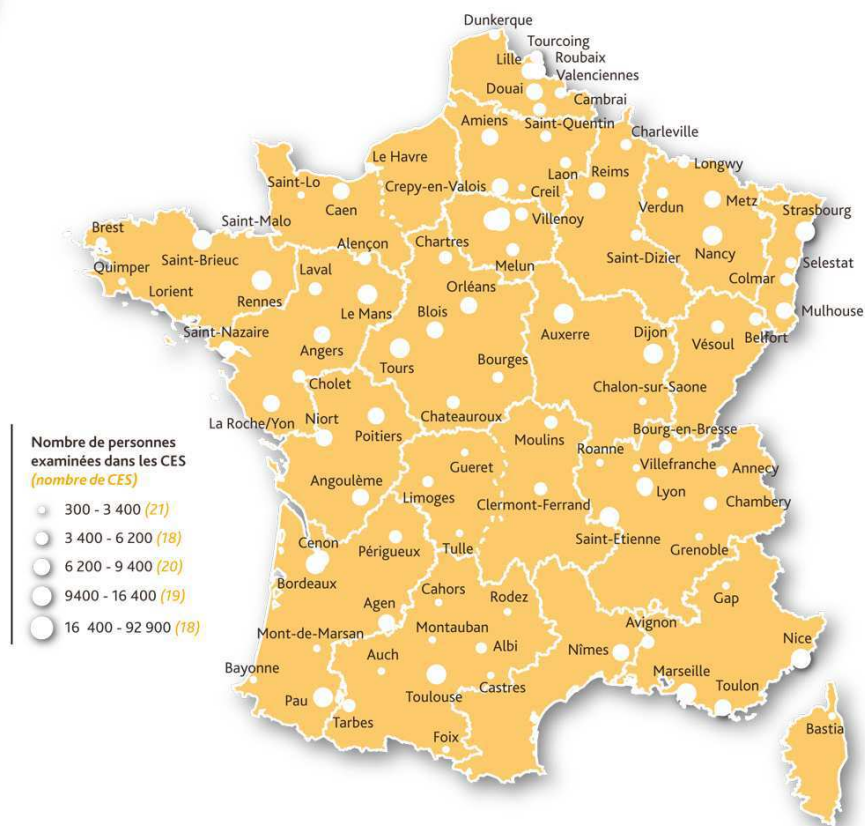 Dunkerque
Tourcoing
Lille
Roubaix
Valenciennes
Douai
Cambrai
Amiens
Saint-Quentin
Charleville
Le Havre
Laon
Reims
Longwy
Saint-Lo
Caen
Crepy-en-Valois
Creil
Verdun
Metz
Strasbourg
Brest
Saint-Malo
Villenoy
Alençon
Chartres
Saint-Brieuc
Melun
Saint-Dizier
Nancy
Selestat
Quimper
Laval
Colmar
Lorient
Rennes
Le Mans
Orléans
Blois
Auxerre
Mulhouse
Saint-Nazaire
Dijon
Vésoul
Belfort
Angers
Tours
Bourges
Cholet
Chalon-sur-Saone
Chateauroux
La Roche/Yon
Niort
Poitiers
Moulins
Bourg-en-Bresse
Roanne
Villefranche
Annecy
Gueret
Angoulème
Limoges
Clermont-Ferrand
Lyon
Chambery
Cenon
Périgueux
Tulle
Saint-Etienne
Grenoble
Bordeaux
Cahors
Rodez
Gap
Agen
Mont-de-Marsan
Montauban
Albi
Avignon
Nîmes
Nice
Bayonne
Auch
Toulouse
Castres
Marseille
Toulon
Pau
Tarbes
Foix
Bastia
Nombre de personnes
examinées dans les CES
(nombre de CES)
300 - 3 400 (21)
3 400 - 6 200 (18)
6 200 - 9 400 (20)
9400 - 16 400 (19)
16 400 - 92 900 (18)